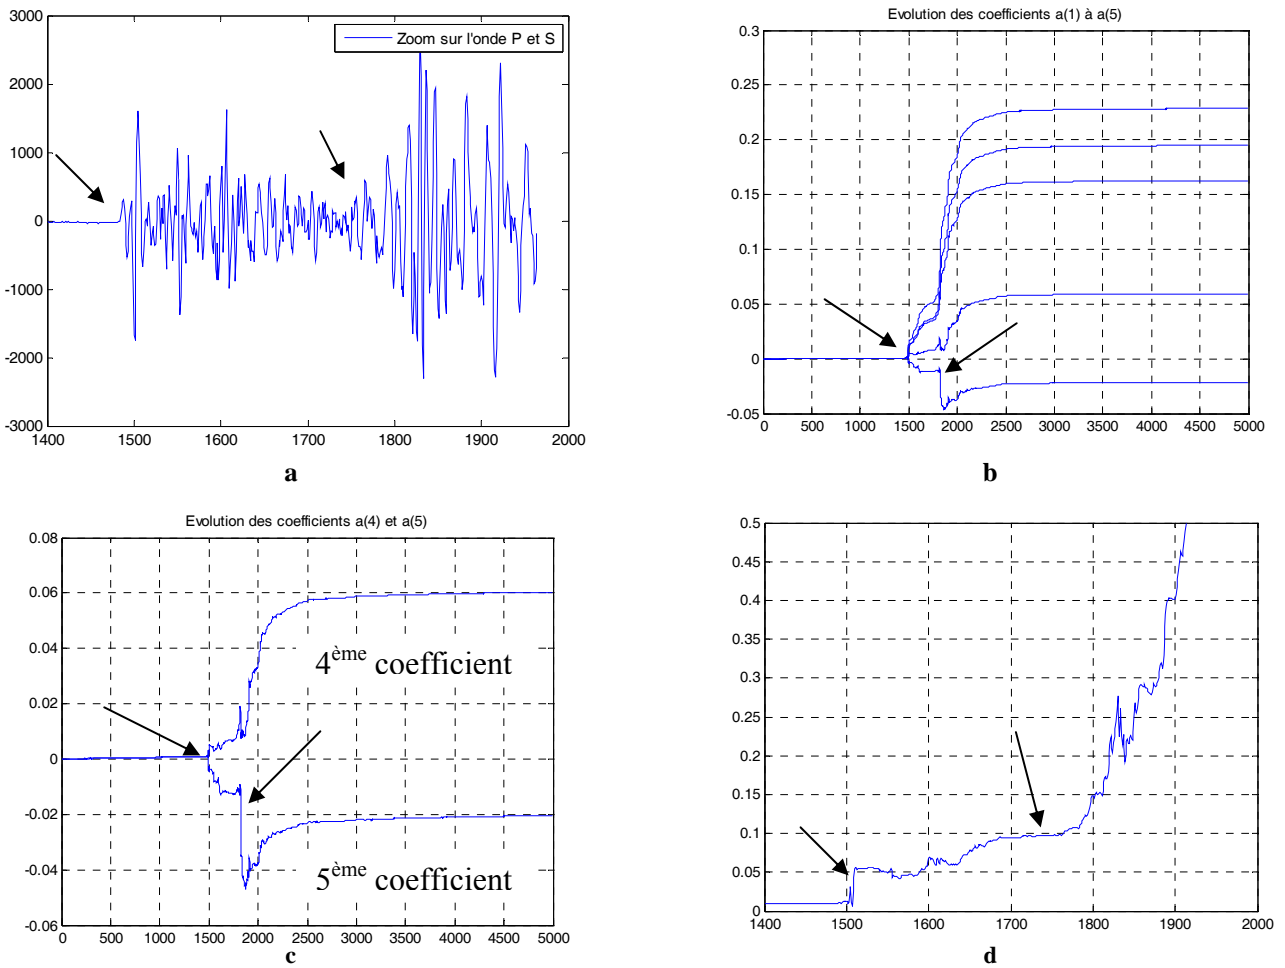 Zoom sur l'onde P et S
3000
2000
1000
0
-1000
-2000
-3000
1400 1500 1600 1700 1800 1900 2000
a
Evolution des coefficients a(1) à a(5)
0.3
0.25
0.2
0.15
0.1
0.05
0
-0.05
0 500 1000 1500 2000 2500 3000 3500 4000 4500 5000
b
Evolution des coefficients a(4) et a(5)
0.08
0.06
0.04
0.02
0
-0.02
-0.04
-0.06
4ème coefficient
5ème coefficient
0 500 1000 1500 2000 2500 3000 3500 4000 4500 5000
c
0.5
0.45
0.4
0.35
0.3
0.25
0.2
0.15
0.1
0.05
0
1400 1500 1600 1700 1800 1900 2000
d